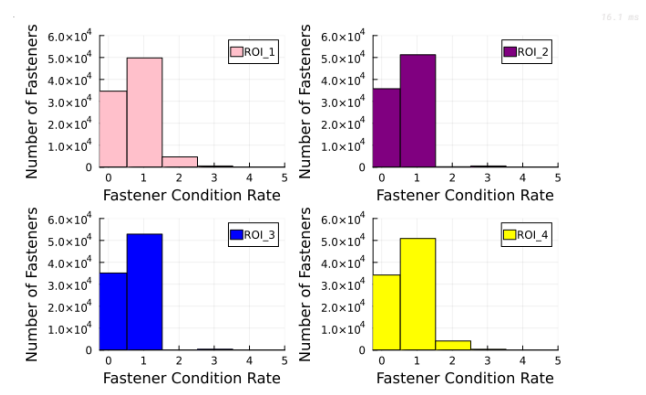 16.1 ms
Number of Fasteners
6.0×10⁴
5.0×10⁴
4.0×10⁴
3.0×10⁴
2.0×10⁴
1.0×10⁴
0
ROI_1
0 1 2 3 4 5
Fastener Condition Rate
Number of Fasteners
6.0×10⁴
5.0×10⁴
4.0×10⁴
3.0×10⁴
2.0×10⁴
1.0×10⁴
0
ROI_2
0 1 2 3 4 5
Fastener Condition Rate
Number of Fasteners
6.0×10⁴
5.0×10⁴
4.0×10⁴
3.0×10⁴
2.0×10⁴
1.0×10⁴
0
ROI_3
0 1 2 3 4 5
Fastener Condition Rate
Number of Fasteners
6.0×10⁴
5.0×10⁴
4.0×10⁴
3.0×10⁴
2.0×10⁴
1.0×10⁴
0
ROI_4
0 1 2 3 4 5
Fastener Condition Rate